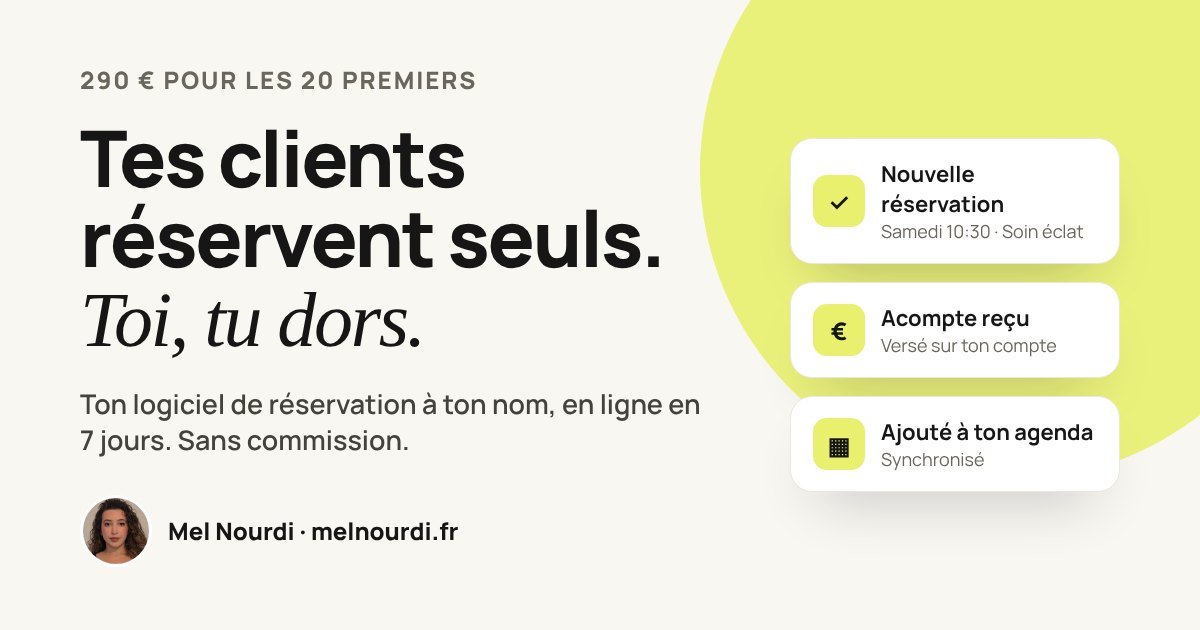 290 € POUR LES 20 PREMIERS
Tes clients
réservent seuls.
Toi, tu dors.
Ton logiciel de réservation à ton nom, en ligne en
7 jours. Sans commission.
Mel Nourdi · melnourdi.fr
Nouvelle
réservation
Samedi 10:30 · Soin éclat
€
Acompte reçu
Versé sur ton compte
Ajouté à ton agenda
Synchronisé